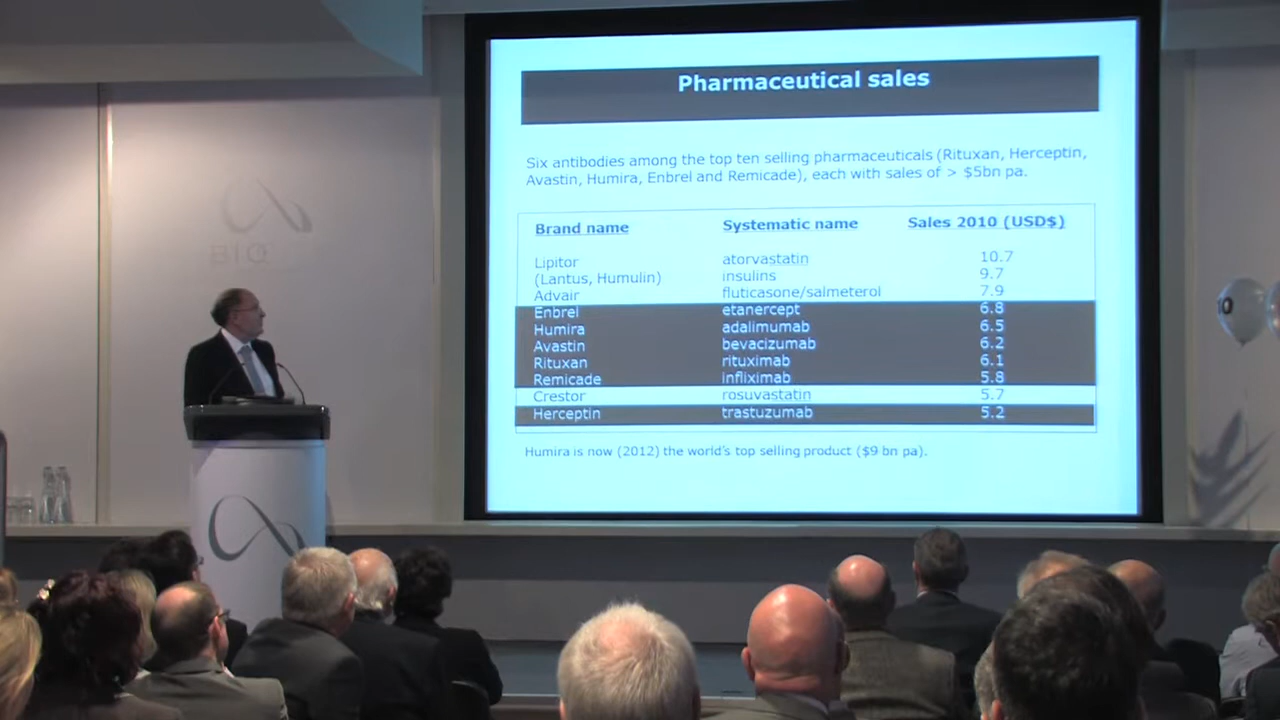 Pharmaceutical sales
Six antibodies among the top ten selling pharmaceuticals (Rituxan, Herceptin,
Avastin, Humira, Enbrel and Remicade), each with sales of > $5bn pa.
Brand name Systematic name Sales 2010 (USD$)
Lipitor atorvastatin 10.7
(Lantus, Humulin) insulins 9.7
Advair fluticasone/salmeterol 7.9
Enbrel etanercept 6.8
Humira adalimumab 6.5
Avastin bevacizumab 6.2
Rituxan rituximab 6.1
Remicade infliximab 5.8
Crestor rosuvastatin 5.7
Herceptin trastuzumab 5.2
Humira is now (2012) the world's top selling product ($9 bn pa).
BIO